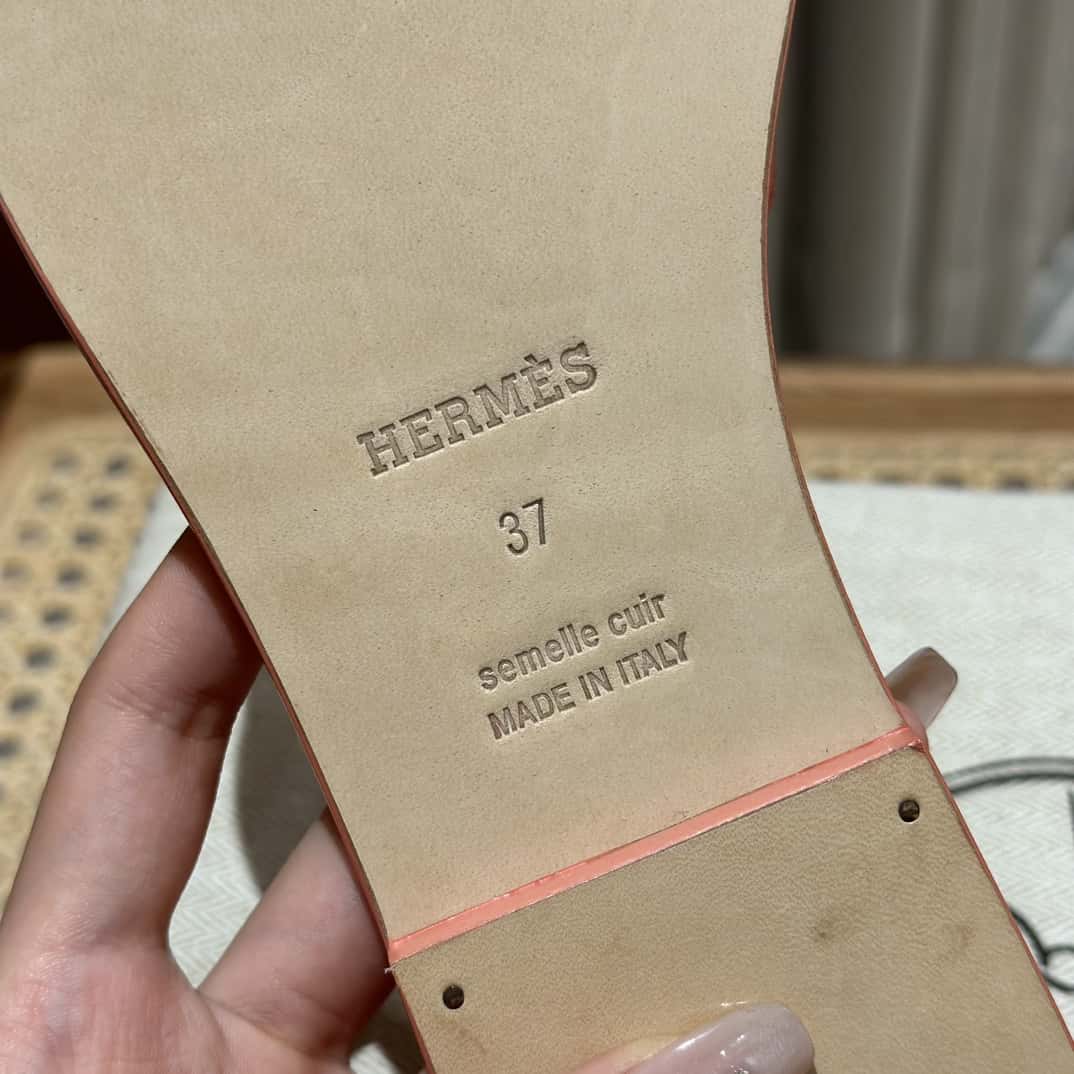 HERMÈS
37
semelle cuir
MADE IN ITALY